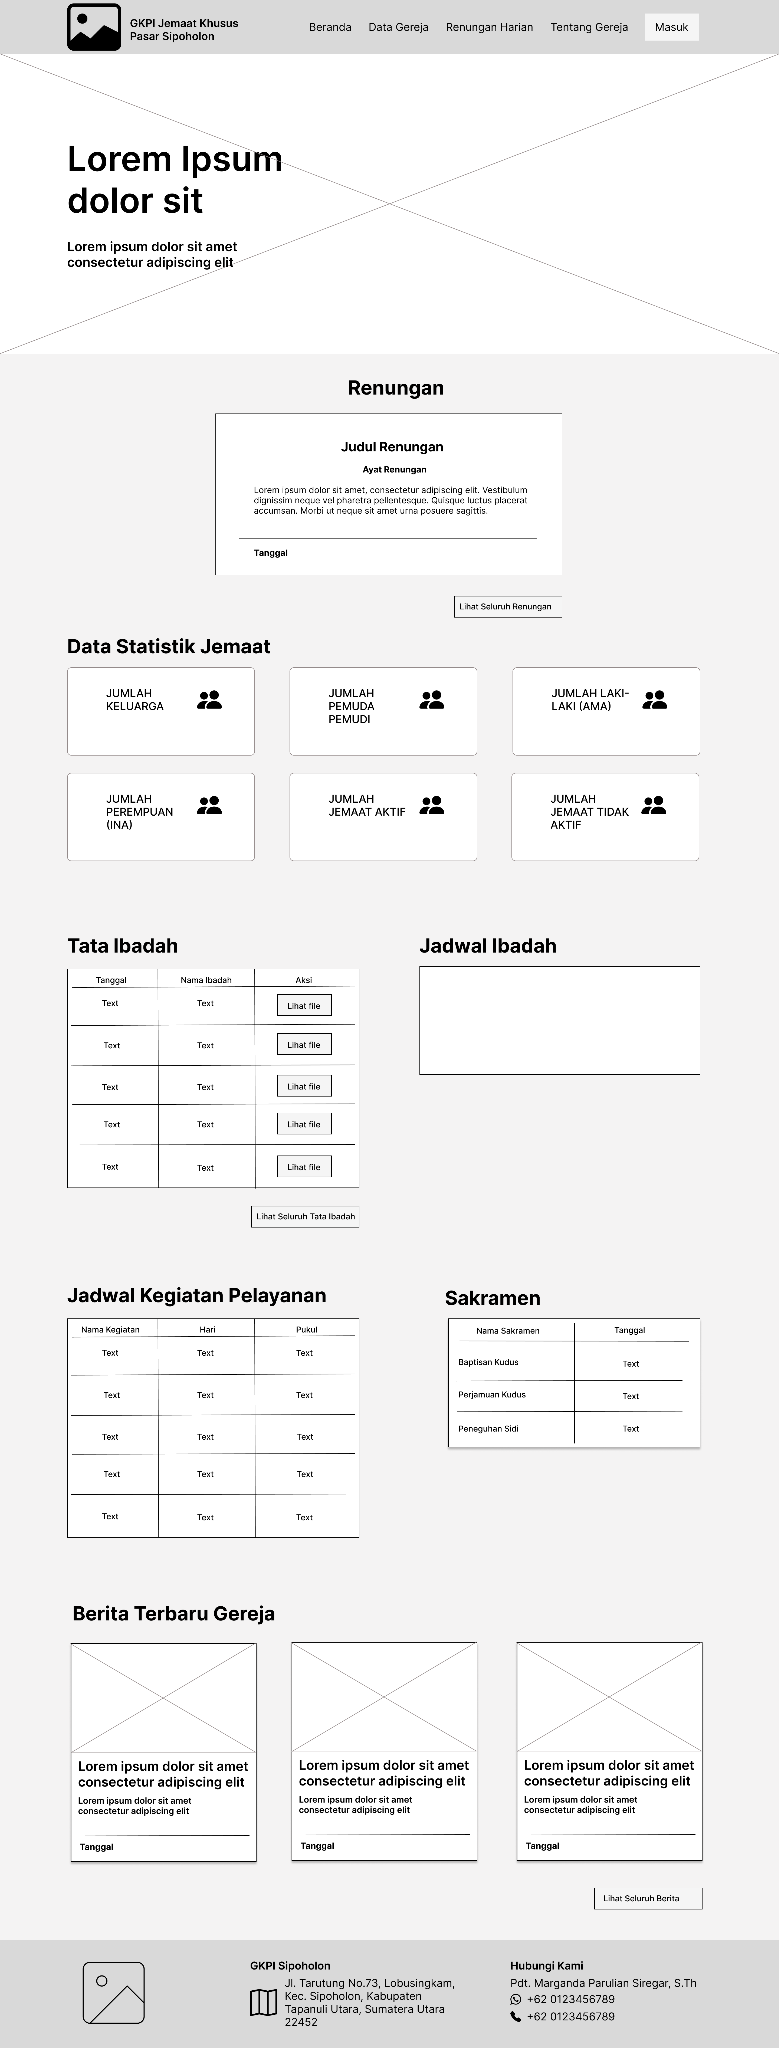 GKPI Jemaat Khusus
Pasar Sipoholon
Beranda Data Gereja Renungan Harian Tentang Gereja Masuk
Lorem Ipsum
dolor sit
Lorem ipsum dolor sit amet
consectetur adipiscing elit
Renungan
Judul Renungan
Ayat Renungan
Lorem ipsum dolor sit amet, consectetur adipiscing elit. Vestibulum
dignissim neque vel pharetra pellentesque. Quisque luctus placerat
accumsan. Morbi ut neque sit amet urna posuere sagittis.
Tanggal
Lihat Seluruh Renungan
Data Statistik Jemaat
JUMLAH
KELUARGA
JUMLAH
PEMUDA
PEMUDI
JUMLAH LAKI-
LAKI (AMA)
JUMLAH
PEREMPUAN
(INA)
JUMLAH
JEMAAT AKTIF
JUMLAH
JEMAAT TIDAK
AKTIF
Tata Ibadah
Tanggal Nama Ibadah Aksi
Text Text Lihat file
Text Text Lihat file
Text Text Lihat file
Text Text Lihat file
Text Text Lihat file
Lihat Seluruh Tata Ibadah
Jadwal Ibadah
Jadwal Kegiatan Pelayanan
Nama Kegiatan Hari Pukul
Text Text Text
Text Text Text
Text Text Text
Text Text Text
Text Text Text
Sakramen
Nama Sakramen Tanggal
Baptisan Kudus Text
Perjamuan Kudus Text
Peneguhan Sidi Text
Berita Terbaru Gereja
Lorem ipsum dolor sit amet
consectetur adipiscing elit
Lorem ipsum dolor sit amet
consectetur adipiscing elit
Tanggal
Lorem ipsum dolor sit amet
consectetur adipiscing elit
Lorem ipsum dolor sit amet
consectetur adipiscing elit
Tanggal
Lorem ipsum dolor sit amet
consectetur adipiscing elit
Lorem ipsum dolor sit amet
consectetur adipiscing elit
Tanggal
Lihat Seluruh Berita
GKPI Sipoholon
Jl. Tarutung No.73, Lobusingkam,
Kec. Sipoholon, Kabupaten
Tapanuli Utara, Sumatera Utara
22452
Hubungi Kami
Pdt. Marganda Parulian Siregar, S.Th
+62 0123456789
+62 0123456789